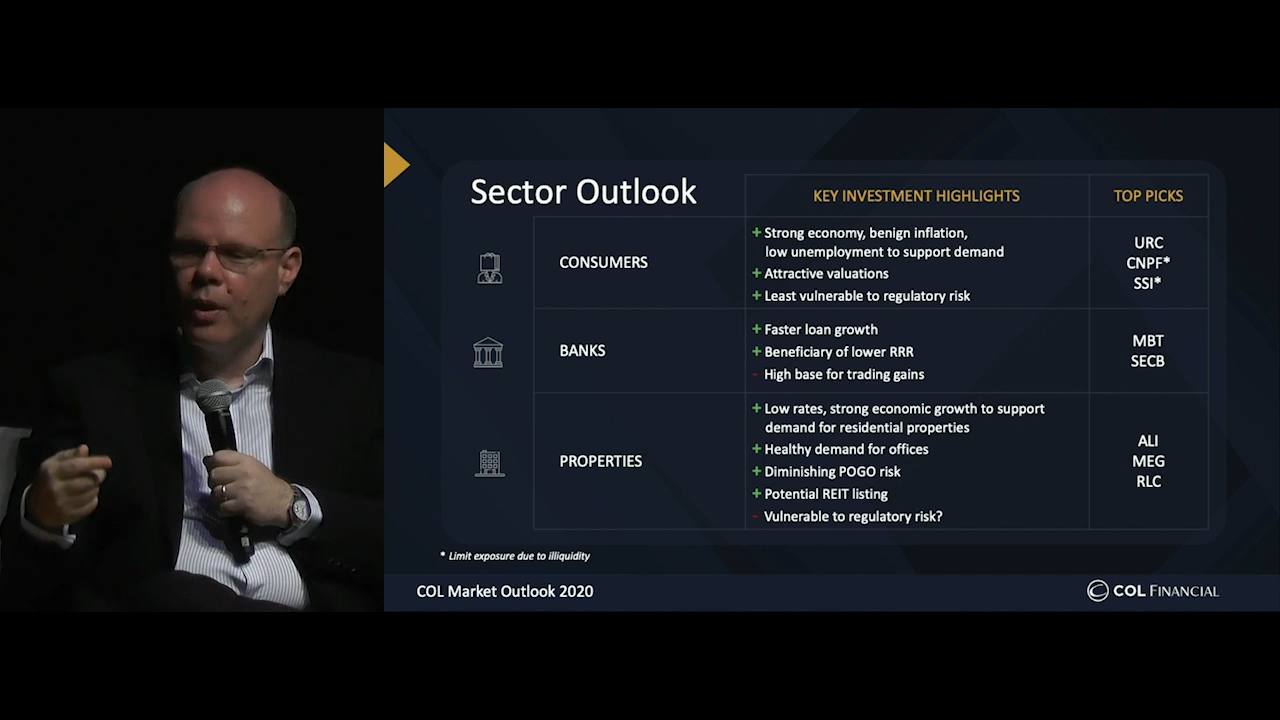 Sector Outlook
KEY INVESTMENT HIGHLIGHTS
TOP PICKS
CONSUMERS
+ Strong economy, benign inflation,
low unemployment to support demand
+ Attractive valuations
+ Least vulnerable to regulatory risk
URC
CNPF*
SSI*
BANKS
+ Faster loan growth
+ Beneficiary of lower RRR
- High base for trading gains
MBT
SECB
PROPERTIES
+ Low rates, strong economic growth to support
demand for residential properties
+ Healthy demand for offices
+ Diminishing POGO risk
+ Potential REIT listing
- Vulnerable to regulatory risk?
ALI
MEG
RLC
* Limit exposure due to illiquidity
COL Market Outlook 2020
COL FINANCIAL